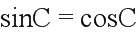 sinC = cosC